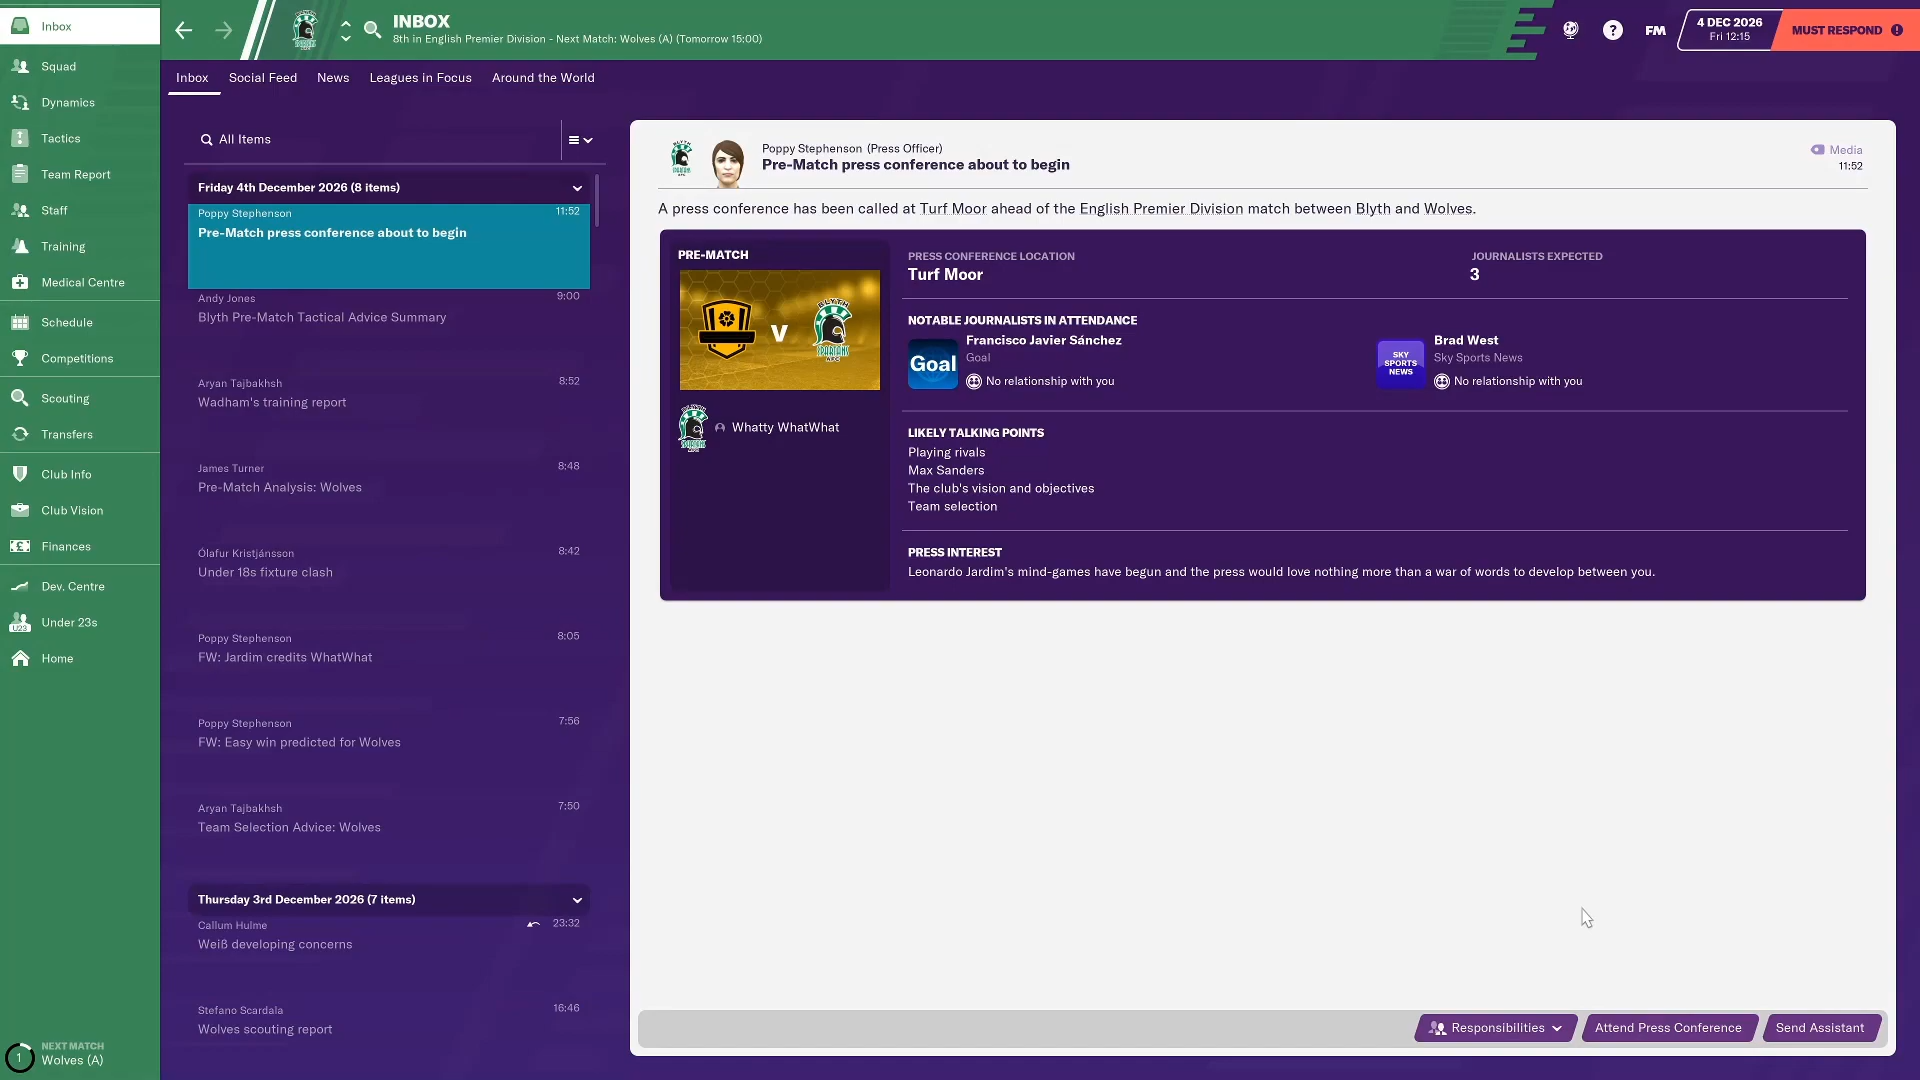 Inbox
Squad
Dynamics
Tactics
Team Report
Staff
Training
Medical Centre
Schedule
Competitions
Scouting
Transfers
Club Info
Club Vision
Finances
Dev. Centre
U23
Under 23s
Home
1
NEXT MATCH
Wolves (A)
INBOX
8th in English Premier Division - Next Match: Wolves (A) (Tomorrow 15:00)
?
FM
4 DEC 2026
Fri 12:15
MUST RESPOND
Inbox
Social Feed
News
Leagues in Focus
Around the World
All Items
Friday 4th December 2026 (8 items)
Poppy Stephenson 11:52
Pre-Match press conference about to begin
Andy Jones 9:00
Blyth Pre-Match Tactical Advice Summary
Aryan Tajbakhsh 8:52
Wadham's training report
James Turner 8:48
Pre-Match Analysis: Wolves
Ólafur Kristjánsson 8:42
Under 18s fixture clash
Poppy Stephenson 8:05
FW: Jardim credits WhatWhat
Poppy Stephenson 7:56
FW: Easy win predicted for Wolves
Aryan Tajbakhsh 7:50
Team Selection Advice: Wolves
Thursday 3rd December 2026 (7 items)
Callum Hulme 23:32
Weiß developing concerns
Stefano Scardala 16:46
Wolves scouting report
Poppy Stephenson (Press Officer)
Pre-Match press conference about to begin
Media
11:52
A press conference has been called at Turf Moor ahead of the English Premier Division match between Blyth and Wolves.
PRE-MATCH
V
BLYTH
SPARTANS
AFC
Whatty WhatWhat
PRESS CONFERENCE LOCATION
Turf Moor
JOURNALISTS EXPECTED
3
NOTABLE JOURNALISTS IN ATTENDANCE
Goal
Francisco Javier Sánchez
Goal
No relationship with you
SKY
SPORTS
NEWS
Brad West
Sky Sports News
No relationship with you
LIKELY TALKING POINTS
Playing rivals
Max Sanders
The club's vision and objectives
Team selection
PRESS INTEREST
Leonardo Jardim's mind-games have begun and the press would love nothing more than a war of words to develop between you.
Responsibilities
Attend Press Conference
Send Assistant